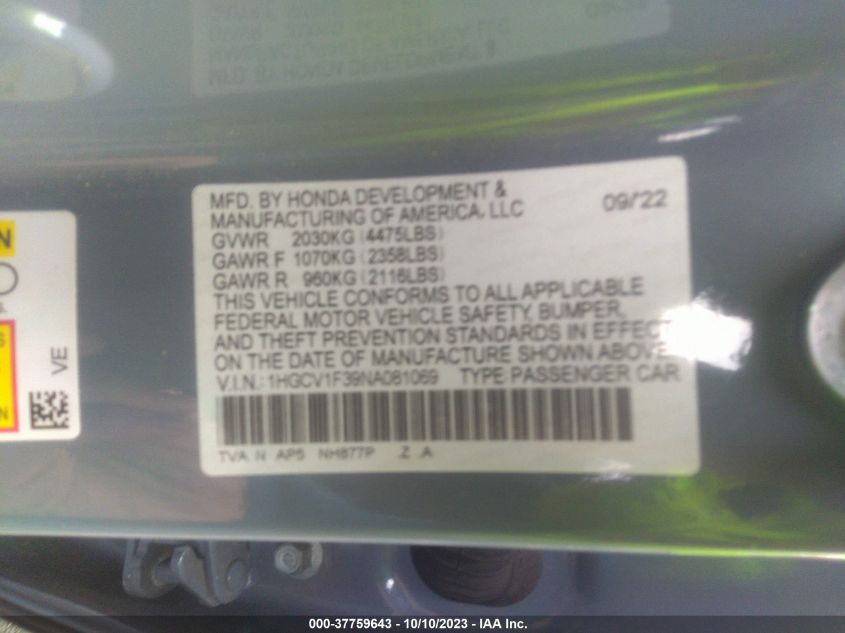 MFD. BY HONDA DEVELOPMENT &
MANUFACTURING OF AMERICA, LLC 09/22
GVWR 2030KG (4475LBS)
GAWR F 1070KG (2358LBS)
GAWR R 960KG (2116LBS)
THIS VEHICLE CONFORMS TO ALL APPLICABLE
FEDERAL MOTOR VEHICLE SAFETY, BUMPER,
AND THEFT PREVENTION STANDARDS IN EFFECT
ON THE DATE OF MANUFACTURE SHOWN ABOVE
V.I.N.:1HGCV1F39NA081069 TYPE PASSENGER CAR
TVA N AP5 NH877P Z A
VE
000-37759643 - 10/10/2023 - IAA Inc.